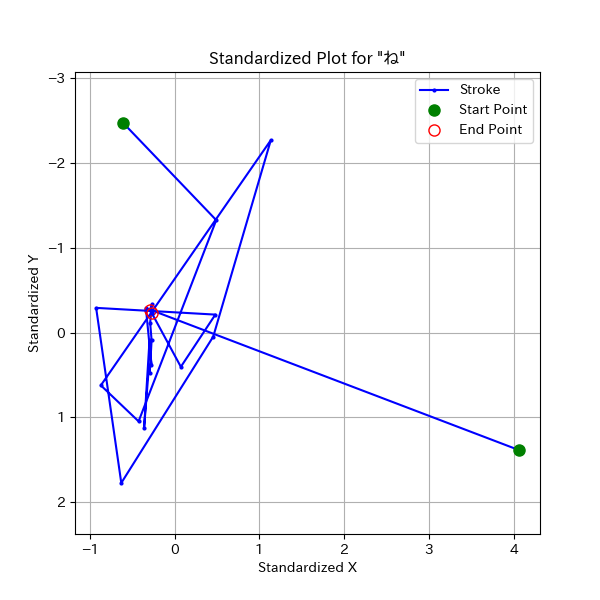 Standardized Plot for "ね"
Stroke
Start Point
End Point
−3
−2
−1
0
1
2
Standardized Y
−1 0 1 2 3 4
Standardized X